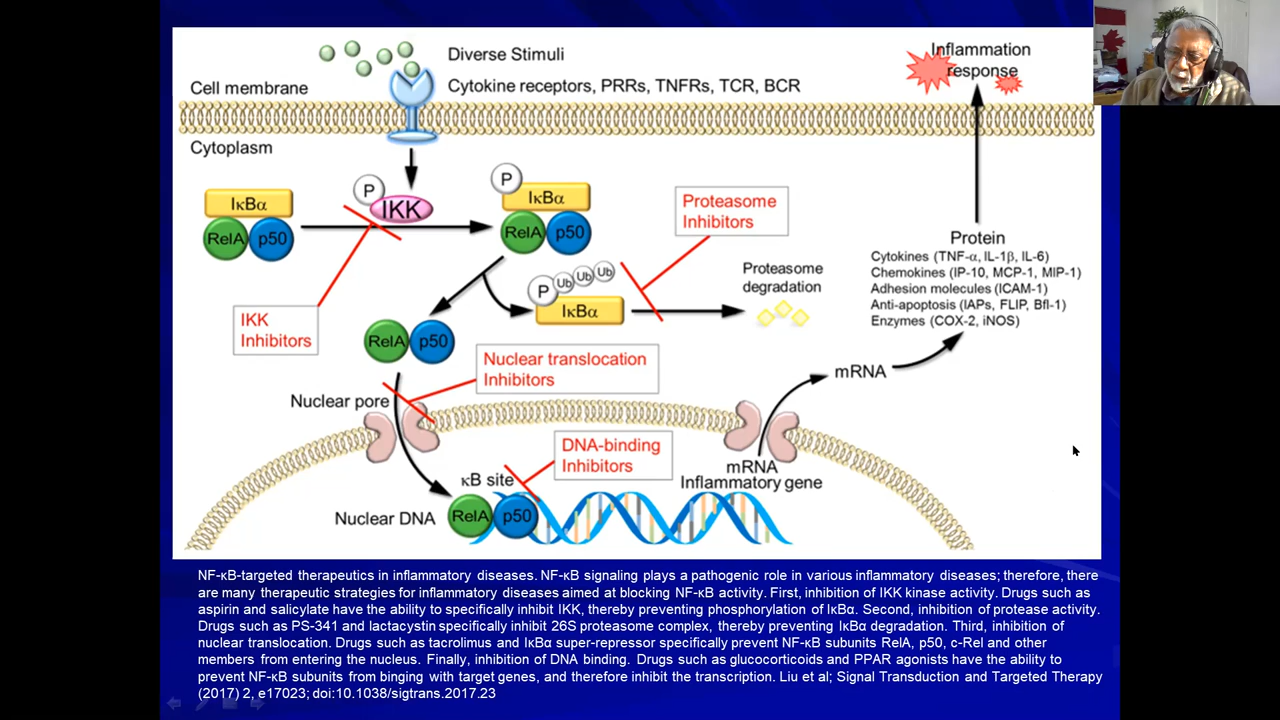 Diverse Stimuli
Cytokine receptors, PRRs, TNFRs, TCR, BCR
Cell membrane
Cytoplasm
Inflammation
response
P
IKK
IκBα
RelA p50
P
IκBα
RelA p50
Proteasome
Inhibitors
IKK
Inhibitors
P Ub Ub Ub
IκBα
Proteasome
degradation
Protein
Cytokines (TNF-α, IL-1β, IL-6)
Chemokines (IP-10, MCP-1, MIP-1)
Adhesion molecules (ICAM-1)
Anti-apoptosis (IAPs, FLIP, Bfl-1)
Enzymes (COX-2, iNOS)
RelA p50
Nuclear translocation
Inhibitors
mRNA
Nuclear pore
DNA-binding
Inhibitors
κB site
mRNA
Inflammatory gene
Nuclear DNA
RelA p50
NF-κB-targeted therapeutics in inflammatory diseases. NF-κB signaling plays a pathogenic role in various inflammatory diseases; therefore, there
are many therapeutic strategies for inflammatory diseases aimed at blocking NF-κB activity. First, inhibition of IKK kinase activity. Drugs such as
aspirin and salicylate have the ability to specifically inhibit IKK, thereby preventing phosphorylation of IκBα. Second, inhibition of protease activity.
Drugs such as PS-341 and lactacystin specifically inhibit 26S proteasome complex, thereby preventing IκBα degradation. Third, inhibition of
nuclear translocation. Drugs such as tacrolimus and IκBα super-repressor specifically prevent NF-κB subunits RelA, p50, c-Rel and other
members from entering the nucleus. Finally, inhibition of DNA binding. Drugs such as glucocorticoids and PPAR agonists have the ability to
prevent NF-κB subunits from binging with target genes, and therefore inhibit the transcription. Liu et al; Signal Transduction and Targeted Therapy
(2017) 2, e17023; doi:10.1038/sigtrans.2017.23